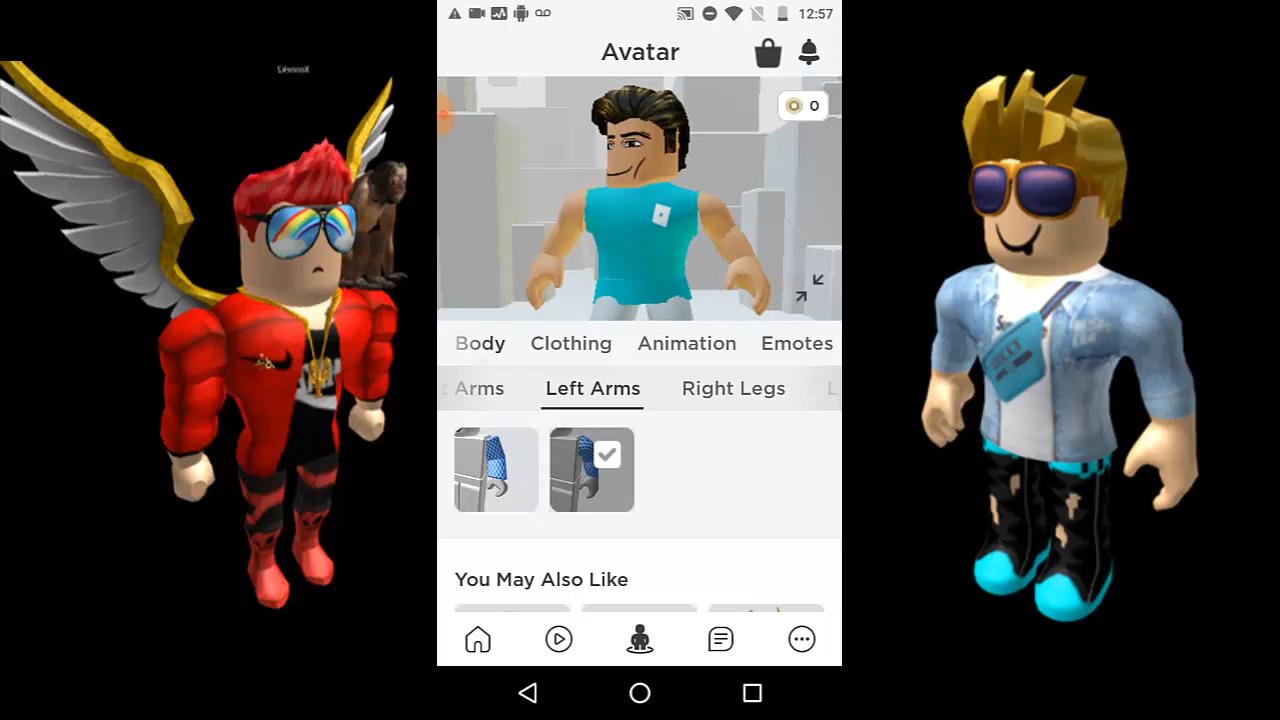 12:57
Avatar
0
Body Clothing Animation Emotes
Arms Left Arms Right Legs L
You May Also Like